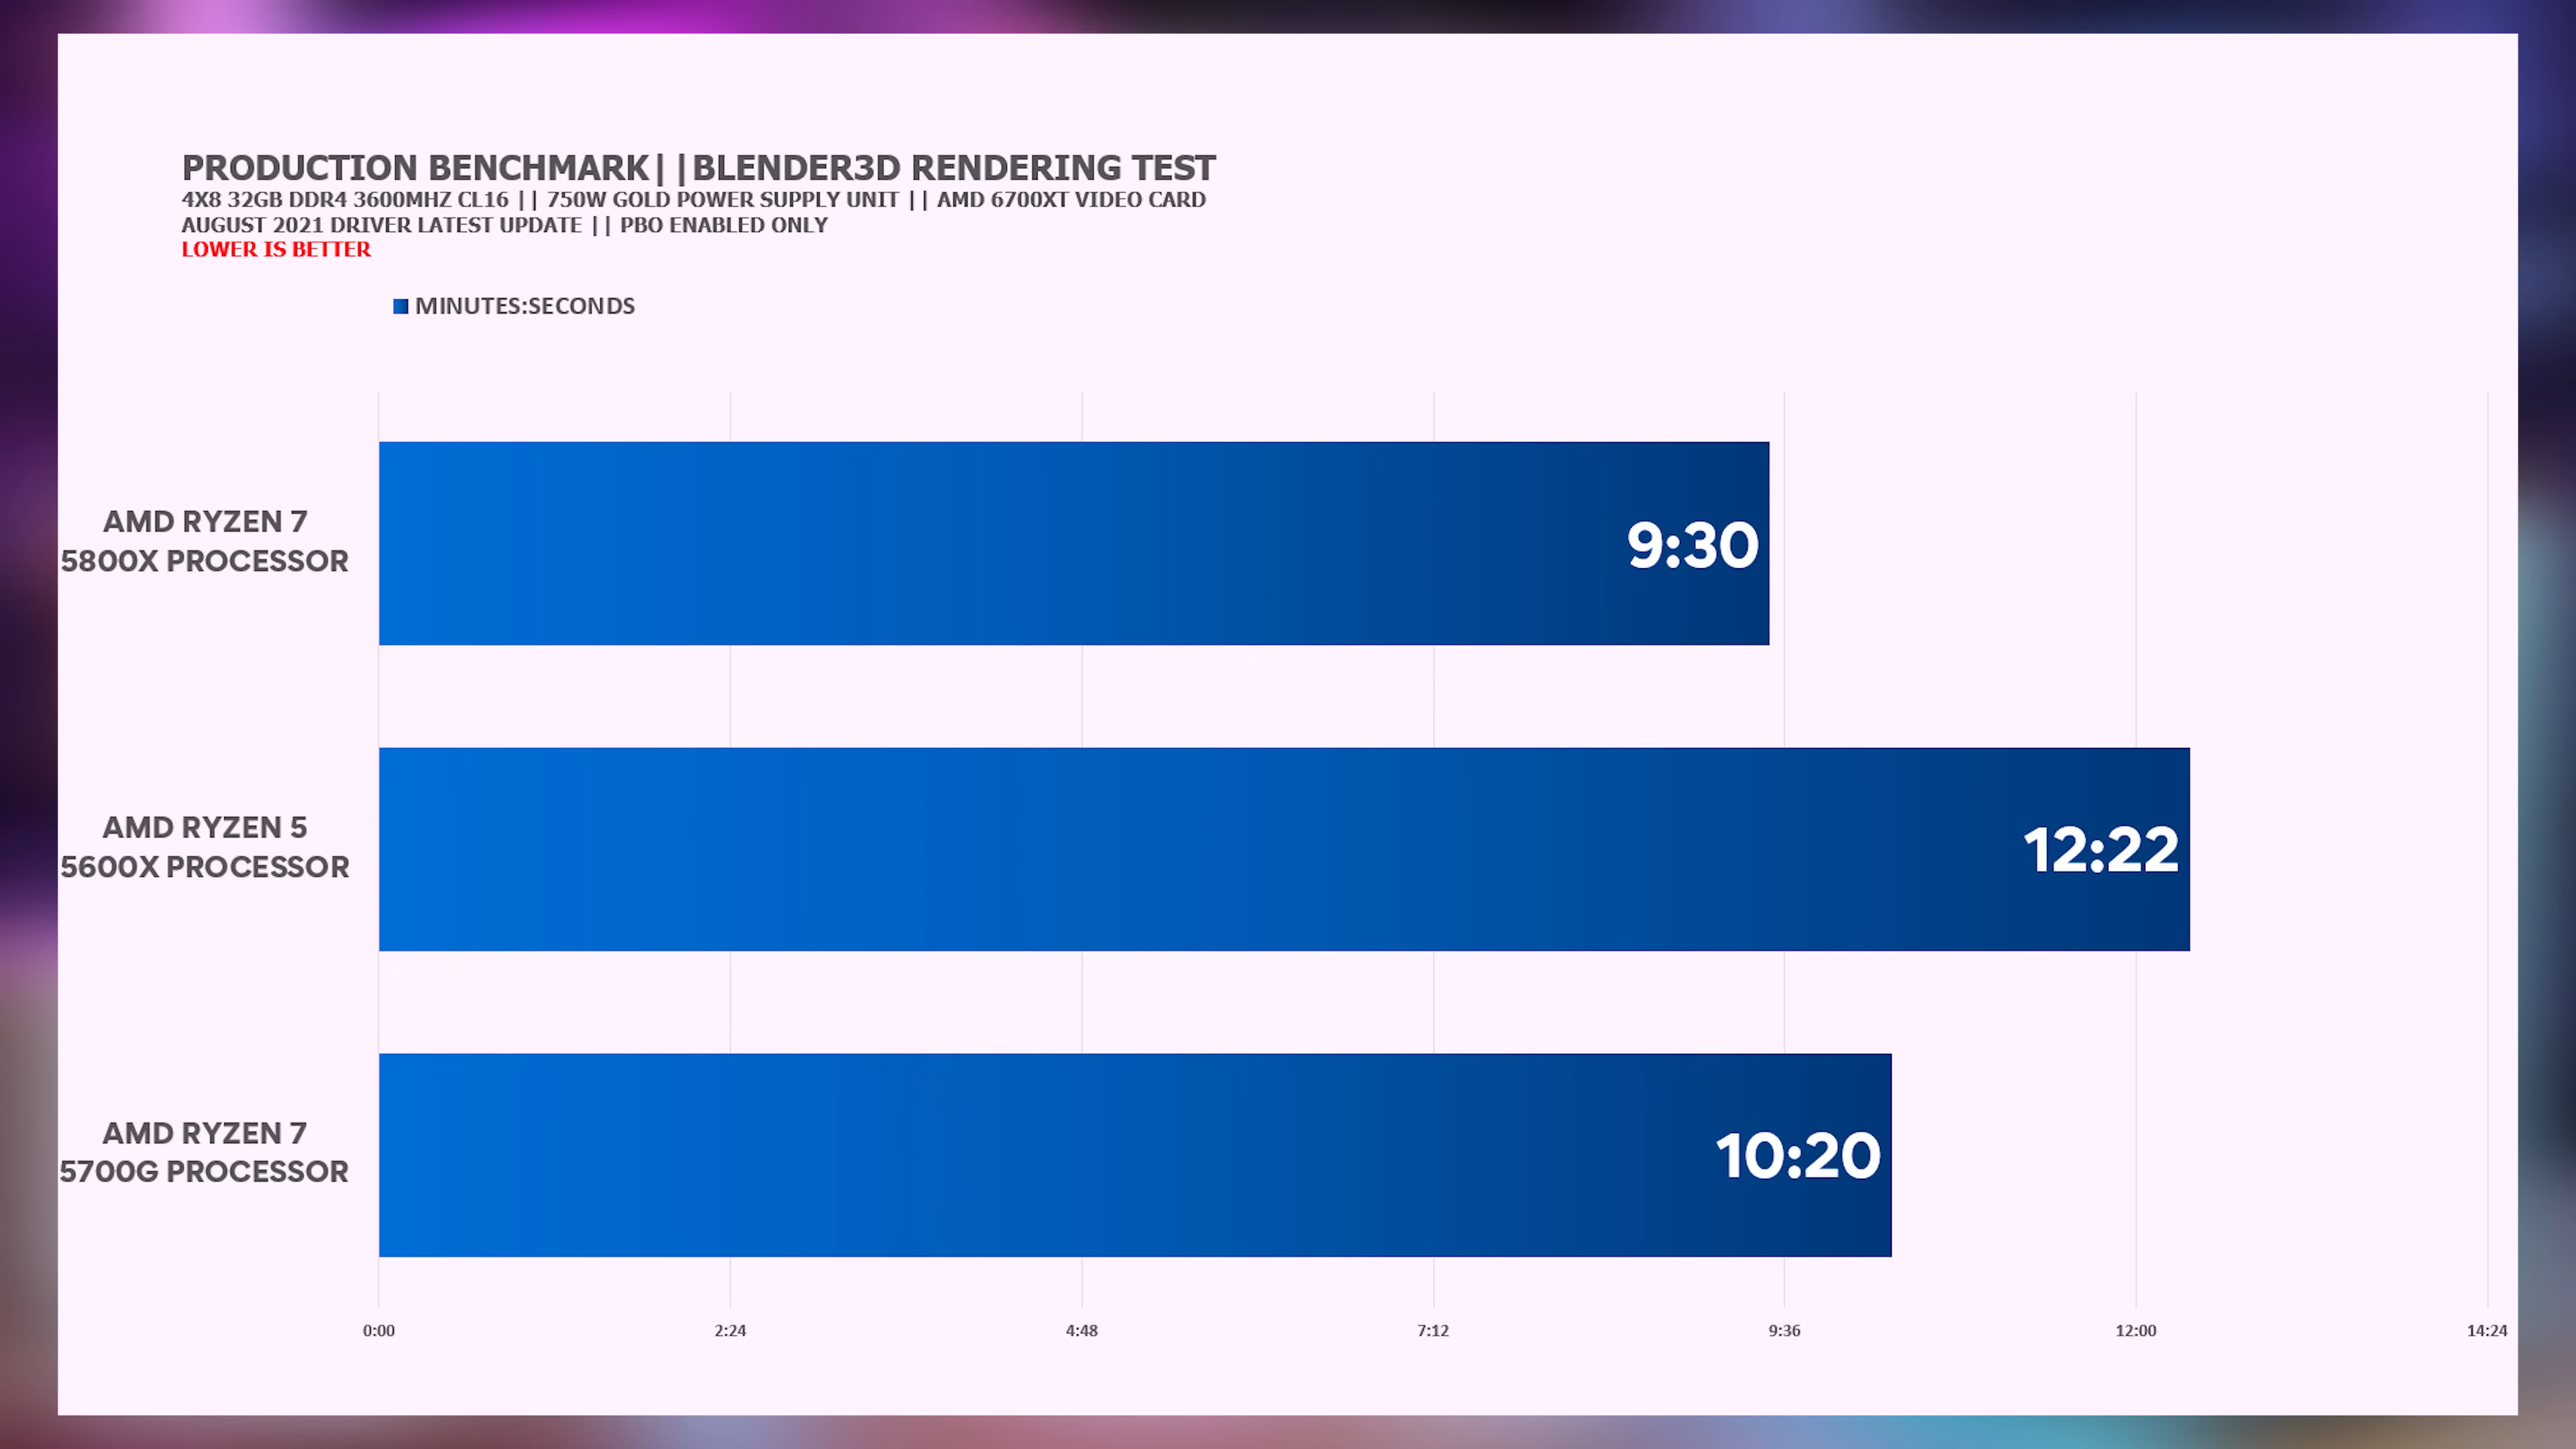 PRODUCTION BENCHMARK||BLENDER3D RENDERING TEST
4X8 32GB DDR4 3600MHZ CL16 || 750W GOLD POWER SUPPLY UNIT || AMD 6700XT VIDEO CARD
AUGUST 2021 DRIVER LATEST UPDATE || PBO ENABLED ONLY
LOWER IS BETTER
MINUTES:SECONDS
AMD RYZEN 7
5800X PROCESSOR
9:30
AMD RYZEN 5
5600X PROCESSOR
12:22
AMD RYZEN 7
5700G PROCESSOR
10:20
0:00 2:24 4:48 7:12 9:36 12:00 14:24